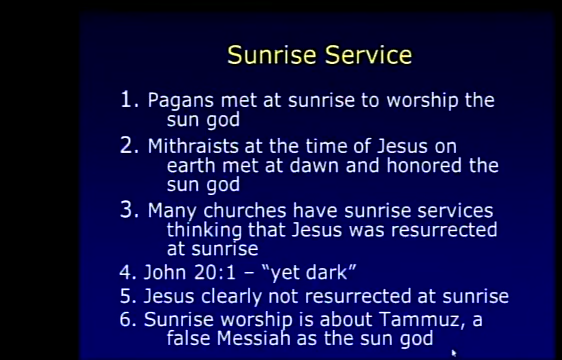 Sunrise Service
1. Pagans met at sunrise to worship the
sun god
2. Mithraists at the time of Jesus on
earth met at dawn and honored the
sun god
3. Many churches have sunrise services
thinking that Jesus was resurrected
at sunrise
4. John 20:1 – “yet dark”
5. Jesus clearly not resurrected at sunrise
6. Sunrise worship is about Tammuz, a
false Messiah as the sun god